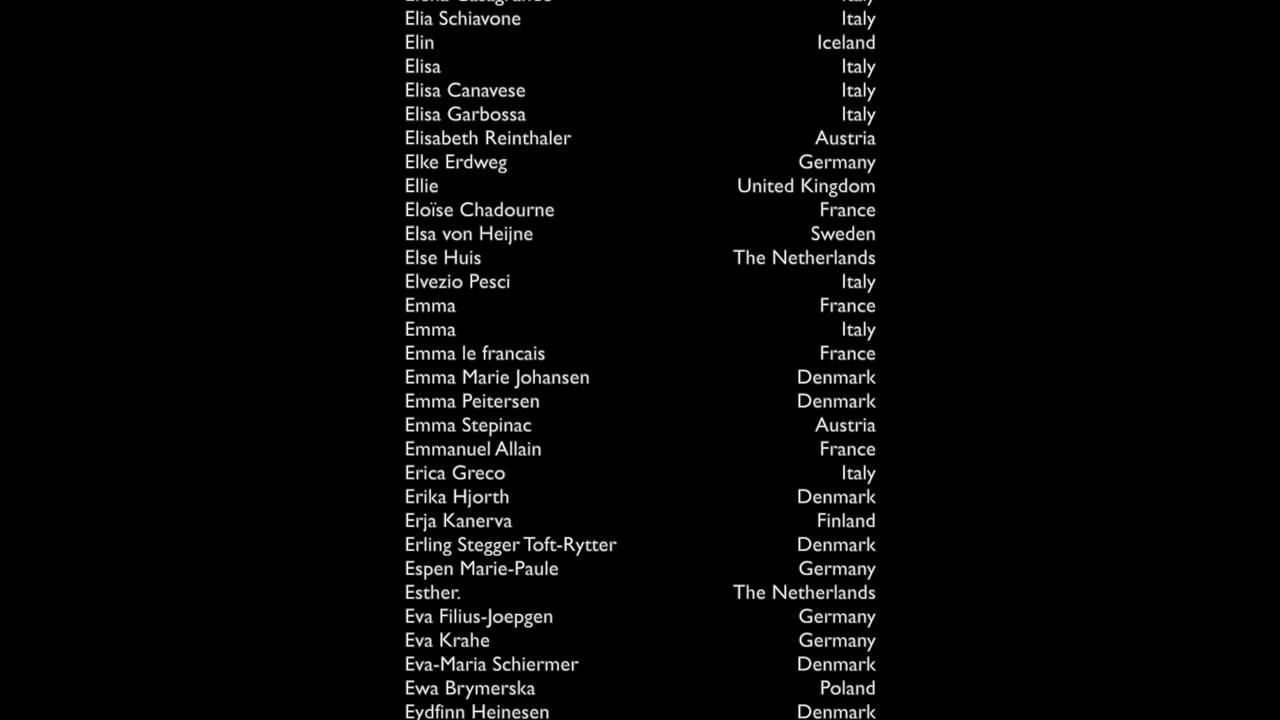 Elia Schiavone Italy
Elin Iceland
Elisa Italy
Elisa Canavese Italy
Elisa Garbossa Italy
Elisabeth Reinthaler Austria
Elke Erdweg Germany
Ellie United Kingdom
Eloïse Chadourne France
Elsa von Heijne Sweden
Else Huis The Netherlands
Elvezio Pesci Italy
Emma France
Emma Italy
Emma le francais France
Emma Marie Johansen Denmark
Emma Peitersen Denmark
Emma Stepinac Austria
Emmanuel Allain France
Erica Greco Italy
Erika Hjorth Denmark
Erja Kanerva Finland
Erling Stegger Toft-Rytter Denmark
Espen Marie-Paule Germany
Esther. The Netherlands
Eva Filius-Joepgen Germany
Eva Krahe Germany
Eva-Maria Schiermer Denmark
Ewa Brymerska Poland
Eydfinn Heinesen Denmark